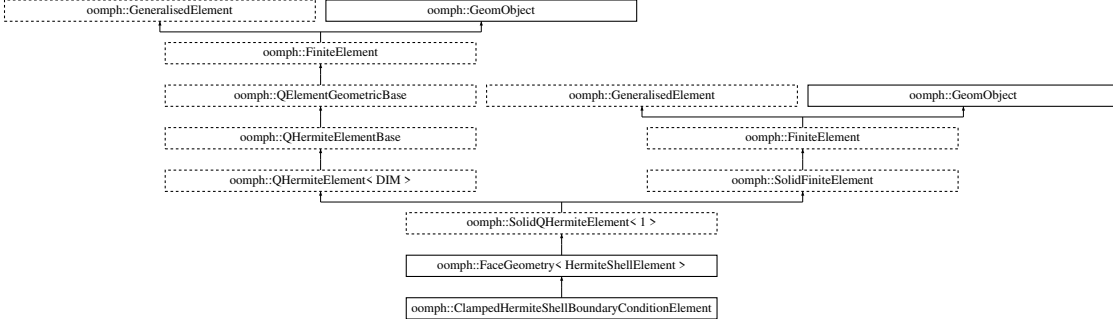 oomph::GeneralisedElement
oomph::GeomObject
oomph::FiniteElement
oomph::QElementGeometricBase
oomph::GeneralisedElement
oomph::GeomObject
oomph::QHermiteElementBase
oomph::FiniteElement
oomph::QHermiteElement< DIM >
oomph::SolidFiniteElement
oomph::SolidQHermiteElement< 1 >
oomph::FaceGeometry< HermiteShellElement >
oomph::ClampedHermiteShellBoundaryConditionElement